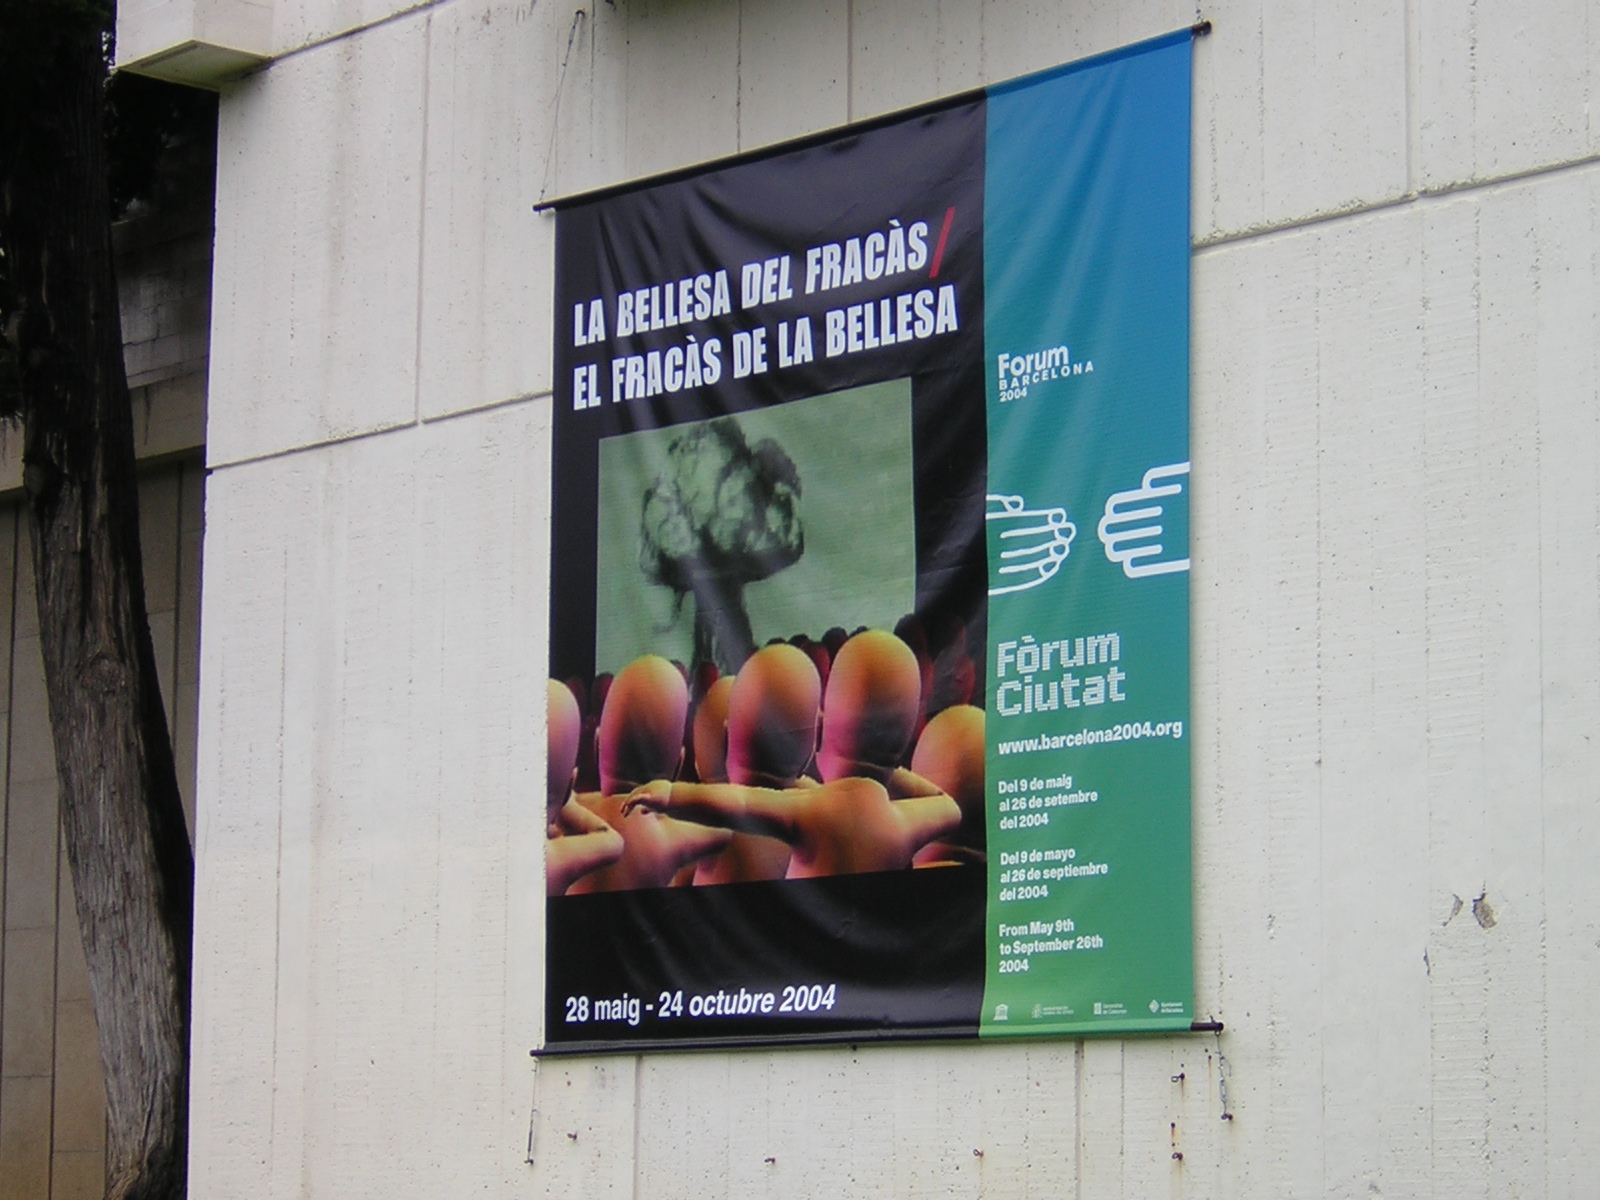 LA BELLESA DEL FRACÀS/
EL FRACÀS DE LA BELLESA
28 maig - 24 octubre 2004
Forum
BARCELONA
2004
Fòrum
Ciutat
www.barcelona2004.org
Del 9 de maig
al 26 de setembre
del 2004
Del 9 de mayo
al 26 de septiembre
del 2004
From May 9th
to September 26th
2004